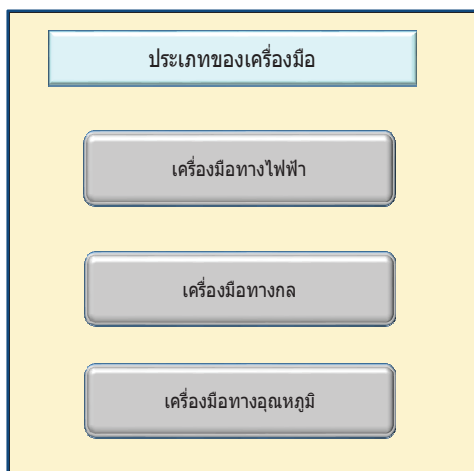 ประเภทของเครื่องมือ
เครื่องมือทางไฟฟ้า
เครื่องมือทางกล
เครื่องมือทางอุณหภูมิ